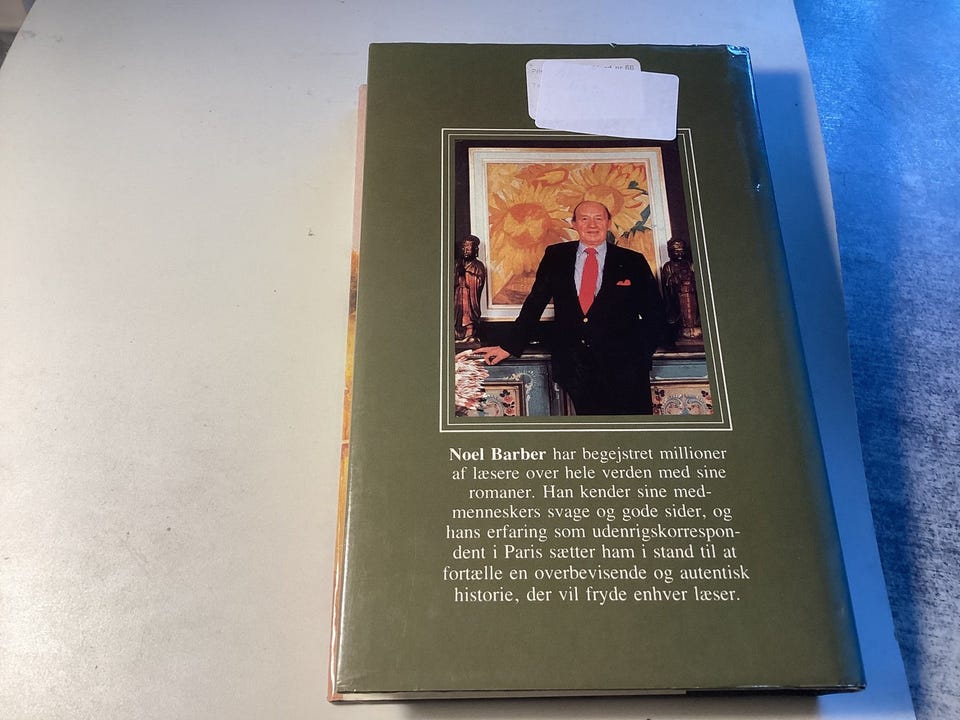 nr 66
Noel Barber har begejstret millioner
af læsere over hele verden med sine
romaner. Han kender sine med-
menneskers svage og gode sider, og
hans erfaring som udenrigskorrespon-
dent i Paris sætter ham i stand til at
fortælle en overbevisende og autentisk
historie, der vil fryde enhver læser.